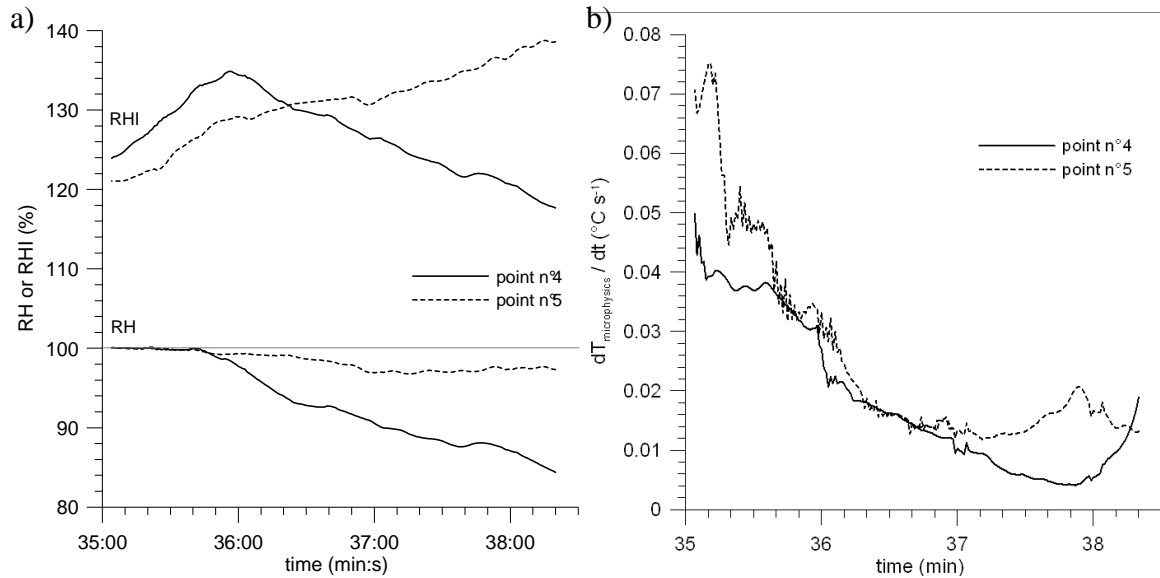 a)
140
130
120
110
100
90
80
RHI
RH
RH or RHI (%)
point n°4
point n°5
35:00
36:00
37:00
38:00
time (min:s)
b)
0.08
0.07
0.06
0.05
0.04
0.03
0.02
0.01
0
dTmicrophysics / dt (°C s-1)
point n°4
point n°5
35
36
37
38
time (min)